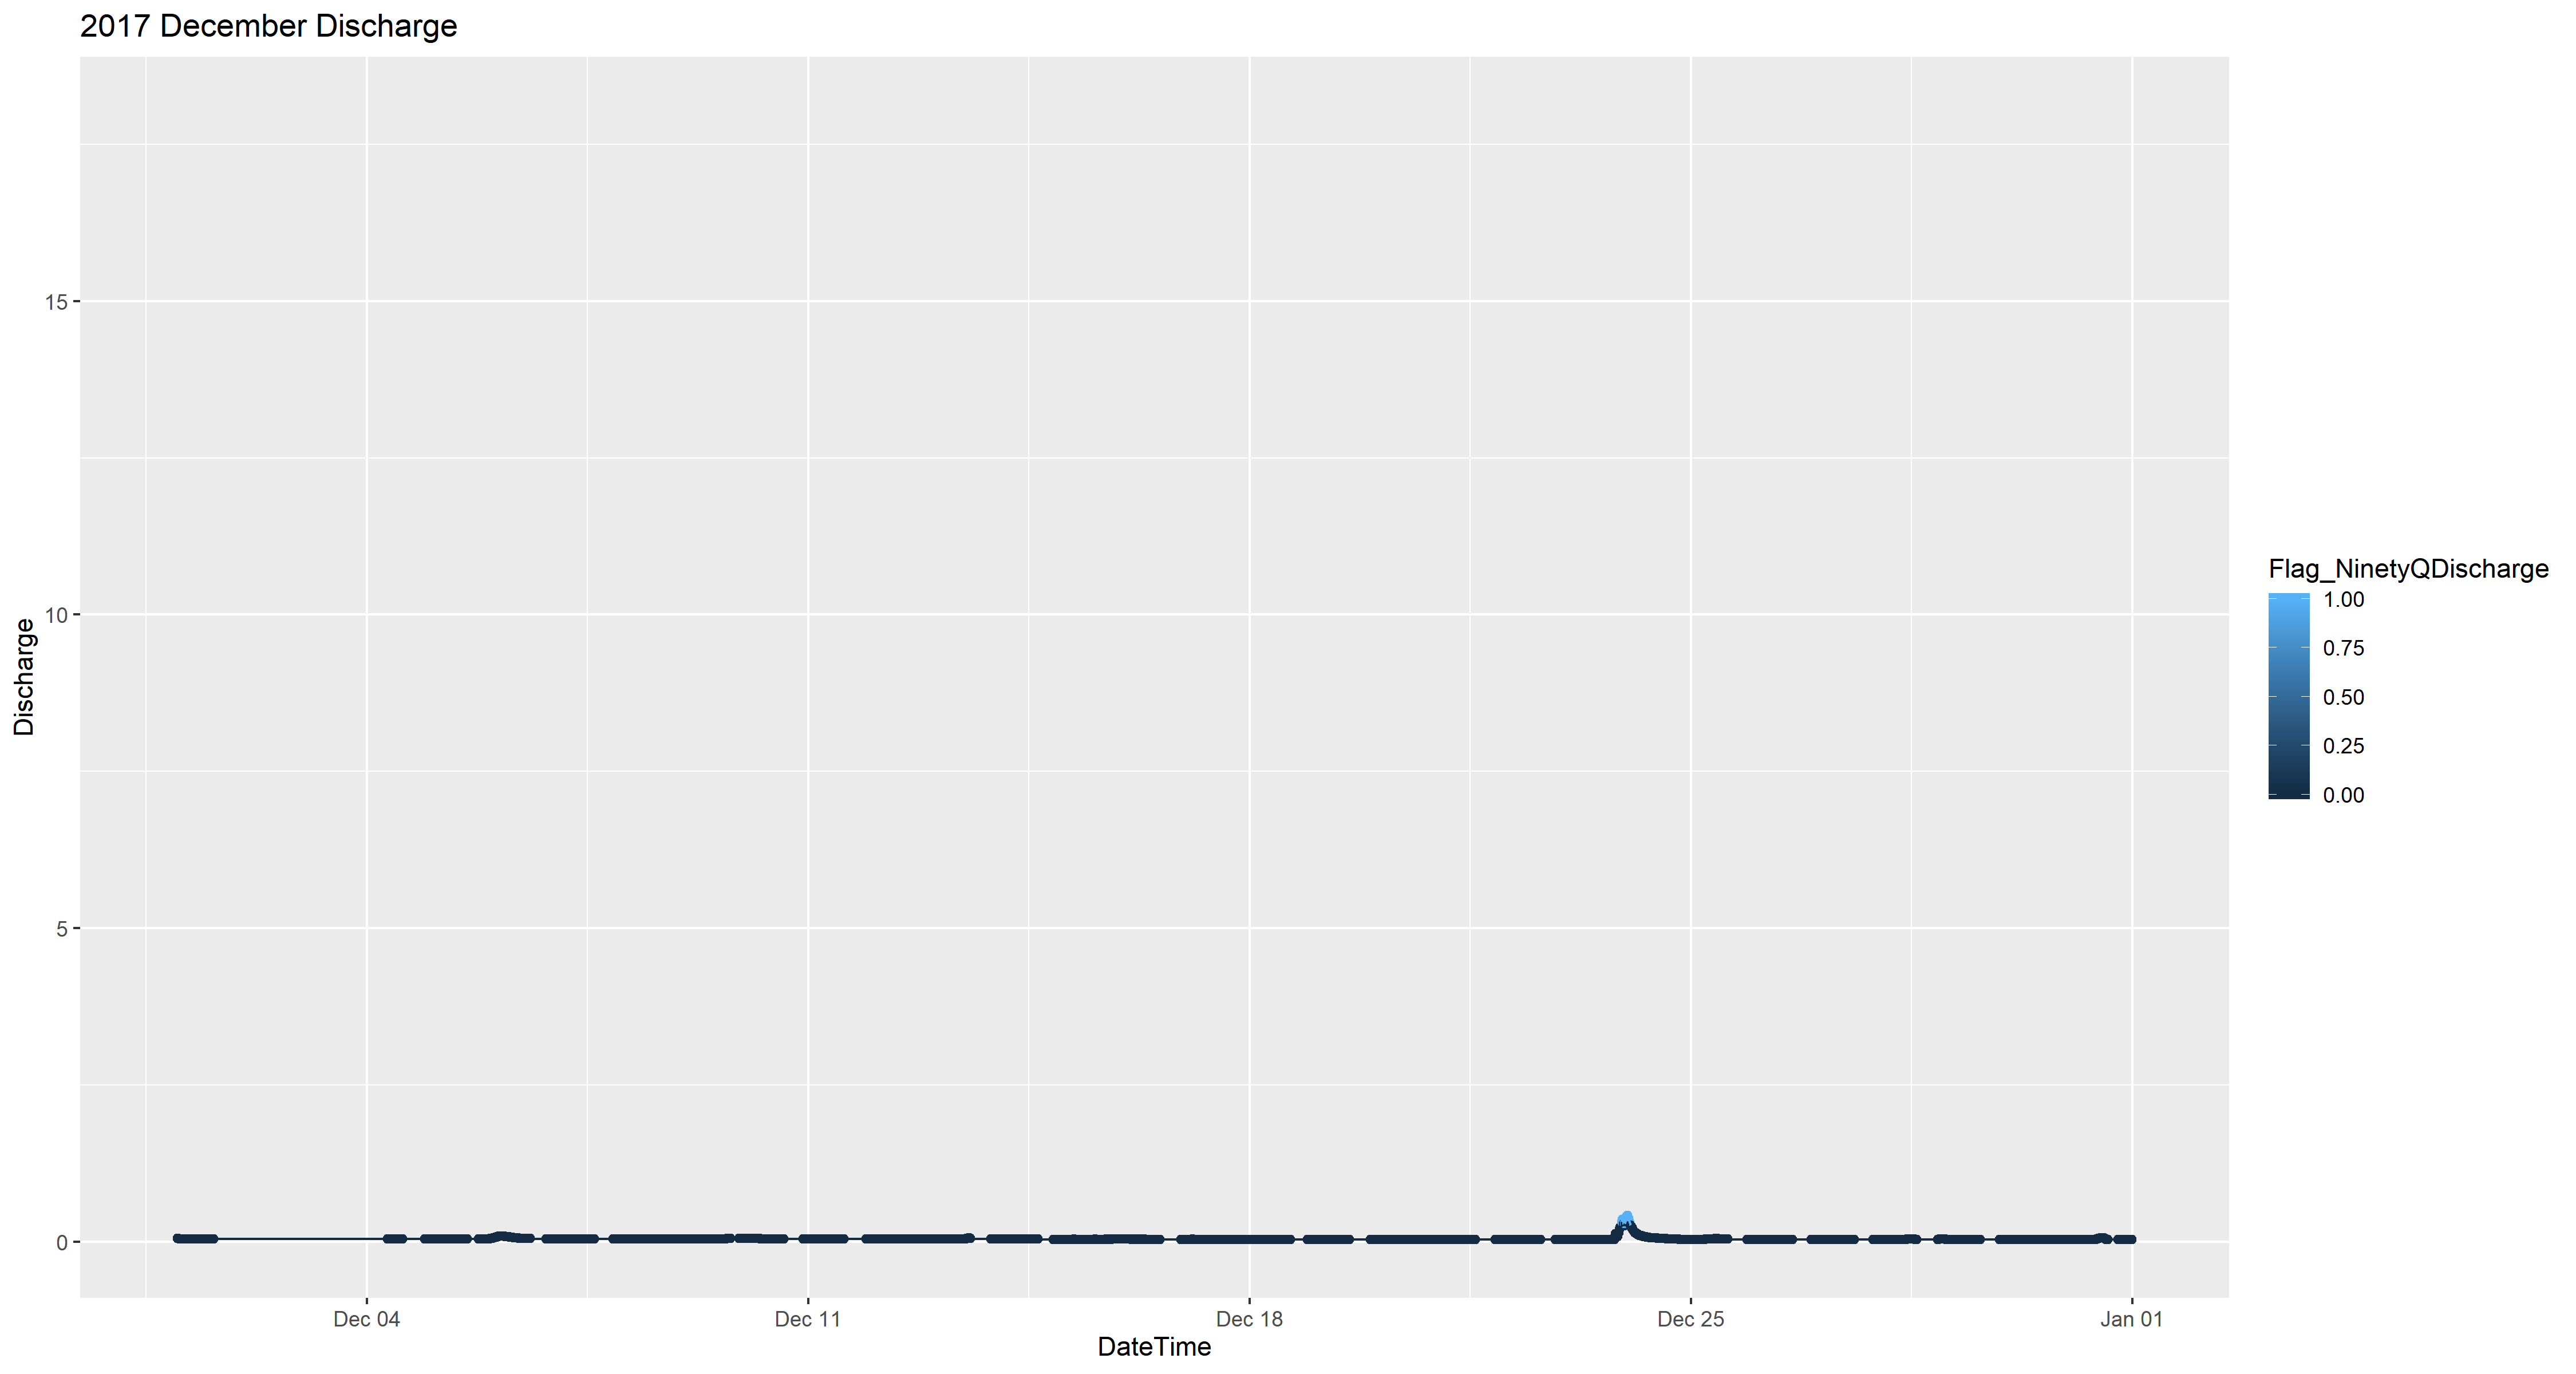 2017 December Discharge
15
10
5
0
Discharge
Dec 04
Dec 11
Dec 18
Dec 25
Jan 01
DateTime
Flag_NinetyQDischarge
1.00
0.75
0.50
0.25
0.00